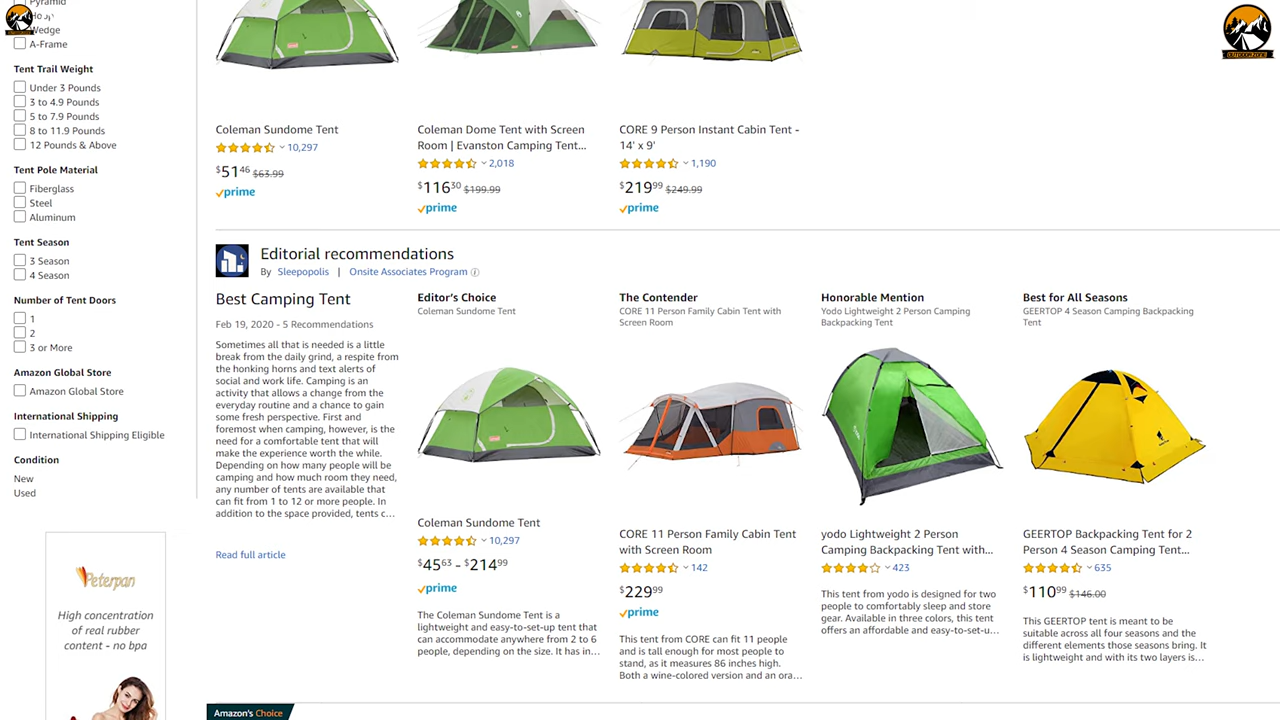 Pyramid
Wedge
A-Frame
Tent Trail Weight
Under 3 Pounds
3 to 4.9 Pounds
5 to 7.9 Pounds
8 to 11.9 Pounds
12 Pounds & Above
Tent Pole Material
Fiberglass
Steel
Aluminum
Tent Season
3 Season
4 Season
Number of Tent Doors
1
2
3 or More
Amazon Global Store
Amazon Global Store
International Shipping
International Shipping Eligible
Condition
New
Used
Peterpan
High concentration
of real rubber
content - no bpa
OUTDOOR ZONE
Coleman Sundome Tent
10,297
$51.46 $63.99
prime
Coleman Dome Tent with Screen
Room | Evanston Camping Tent...
2,018
$116.30 $199.99
prime
CORE 9 Person Instant Cabin Tent -
14' x 9'
1,190
$219.99 $249.99
prime
Editorial recommendations
By Sleepopolis | Onsite Associates Program
Best Camping Tent
Feb 19, 2020 - 5 Recommendations
Sometimes all that is needed is a little
break from the daily grind, a respite from
the honking horns and text alerts of
social and work life. Camping is an
activity that allows a change from the
everyday routine and a chance to gain
some fresh perspective. First and
foremost when camping, however, is the
need for a comfortable tent that will
make the experience worth the while.
Depending on how many people will be
camping and how much room they need,
any number of tents are available that
can fit from 1 to 12 or more people. In
addition to the space provided, tents c...
Read full article
Editor's Choice
Coleman Sundome Tent
Coleman Sundome Tent
10,297
$45.63 - $214.99
prime
The Coleman Sundome Tent is a
lightweight and easy-to-set-up tent that
can accommodate anywhere from 2 to 6
people, depending on the size. It has in...
The Contender
CORE 11 Person Family Cabin Tent with
Screen Room
CORE 11 Person Family Cabin Tent
with Screen Room
142
$229.99
prime
This tent from CORE can fit 11 people
and is tall enough for most people to
stand, as it measures 86 inches high.
Both a wine-colored version and an ora...
Honorable Mention
Yodo Lightweight 2 Person Camping
Backpacking Tent
yodo Lightweight 2 Person
Camping Backpacking Tent with...
423
This tent from yodo is designed for two
people to comfortably sleep and store
gear. Available in three colors, this tent
offers an affordable and easy-to-set-u...
Best for All Seasons
GEERTOP 4 Season Camping Backpacking
Tent
GEERTOP Backpacking Tent for 2
Person 4 Season Camping Tent...
635
$110.99 $146.00
This GEERTOP tent is meant to be
suitable across all four seasons and the
different elements those seasons bring. It
is lightweight and with its two layers is...
Amazon's Choice